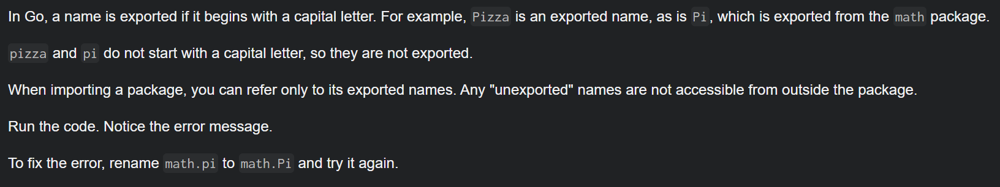 In Go, a name is exported if it begins with a capital letter. For example, Pizza is an exported name, as is Pi, which is exported from the math package.
pizza and pi do not start with a capital letter, so they are not exported.
When importing a package, you can refer only to its exported names. Any "unexported" names are not accessible from outside the package.
Run the code. Notice the error message.
To fix the error, rename math.pi to math.Pi and try it again.